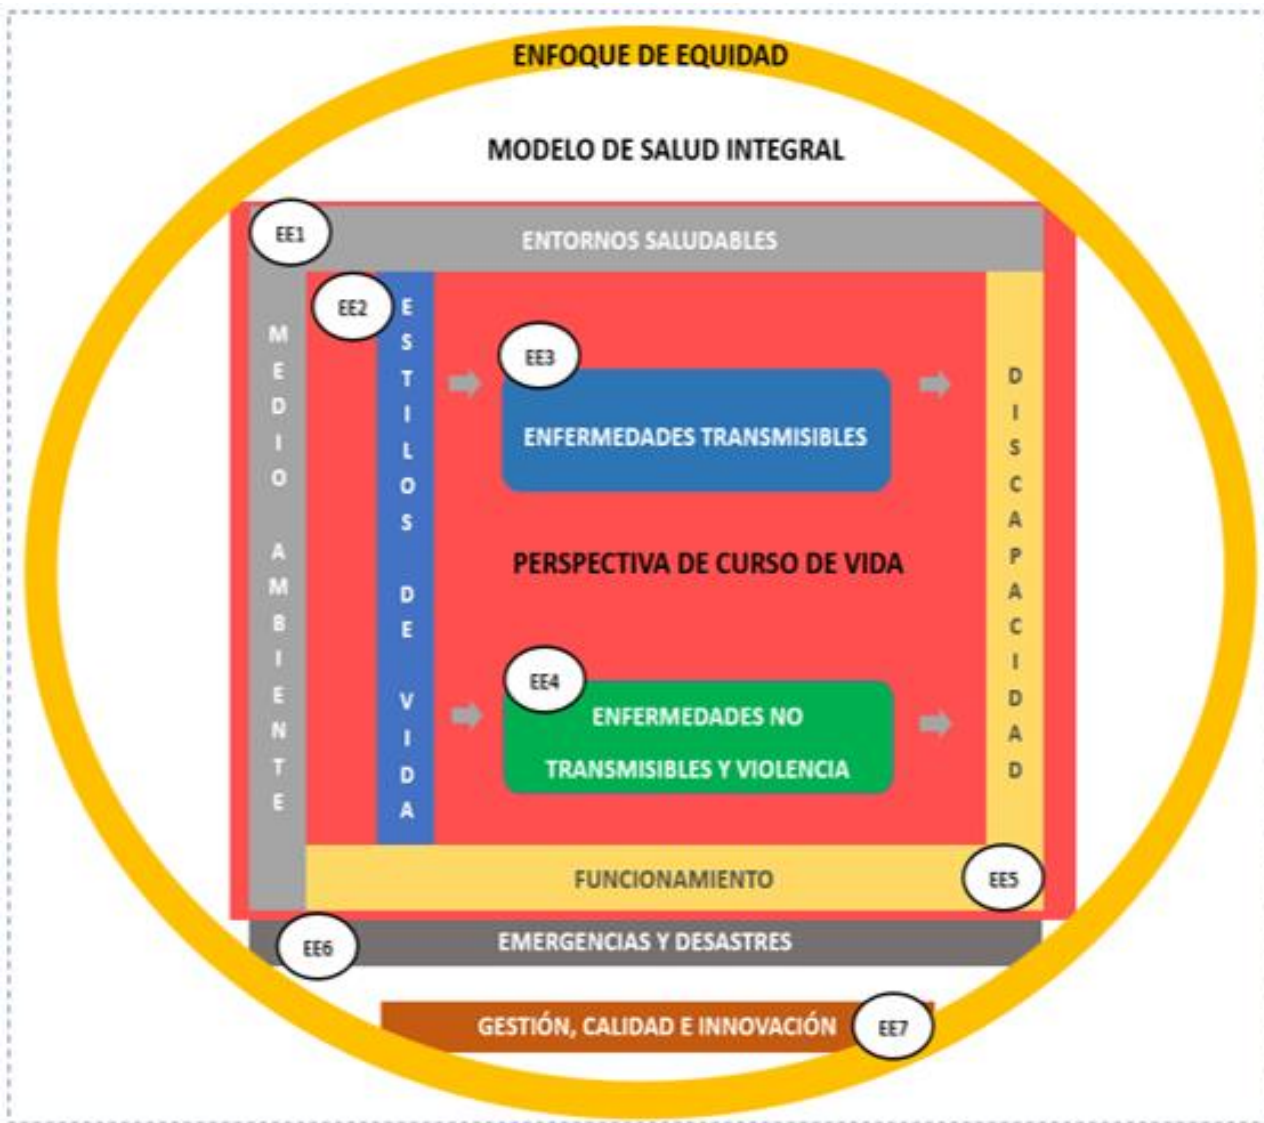 ENFOQUE DE EQUIDAD
MODELO DE SALUD INTEGRAL
EE1
ENTORNOS SALUDABLES
MEDIO AMBIENTE
EE2
ESTILOS DE VIDA
EE3
ENFERMEDADES TRANSMISIBLES
PERSPECTIVA DE CURSO DE VIDA
EE4
ENFERMEDADES NO
TRANSMISIBLES Y VIOLENCIA
DISCAPACIDAD
FUNCIONAMIENTO
EE5
EE6
EMERGENCIAS Y DESASTRES
GESTIÓN, CALIDAD E INNOVACIÓN
EE7